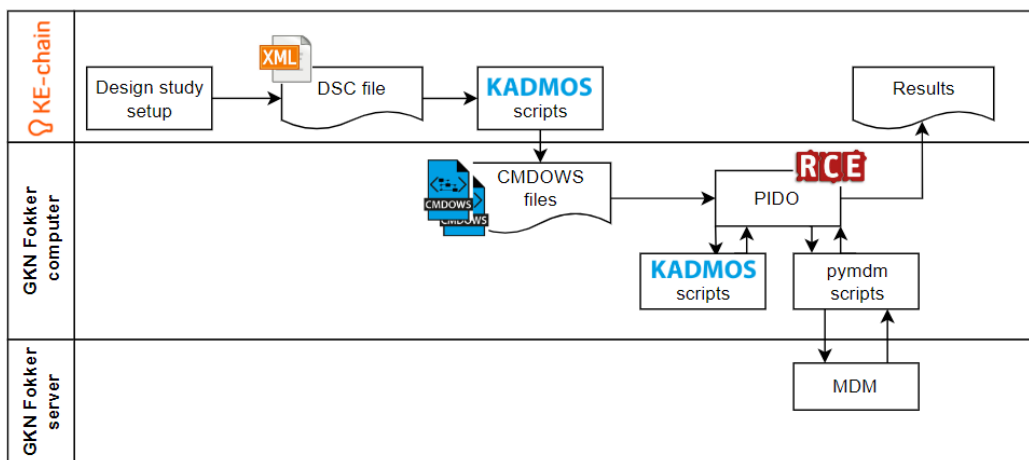 KE-chain
XML
Design study
setup
DSC file
KADMOS
scripts
Results
GKN Fokker
computer
CMDOWS
CMDOWS
CMDOWS
files
RCE
PIDO
KADMOS
scripts
pymdm
scripts
GKN Fokker
server
MDM